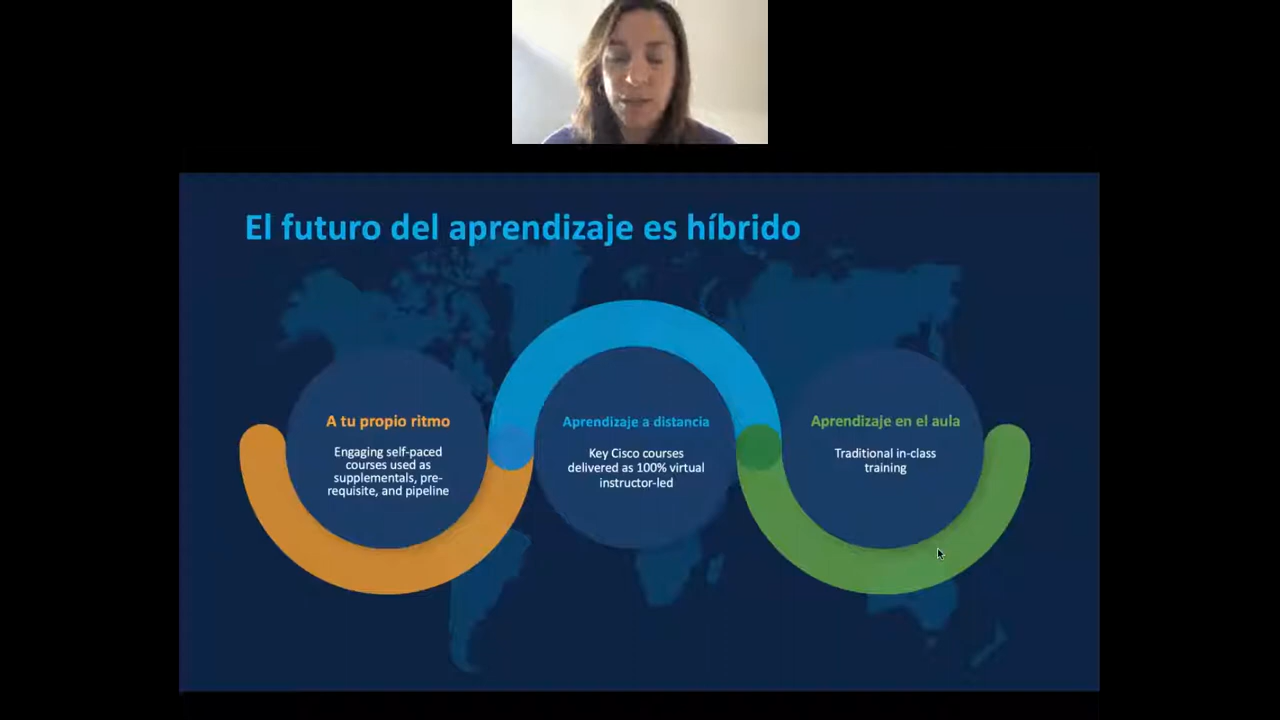 El futuro del aprendizaje es híbrido
A tu propio ritmo
Engaging self-paced
courses used as
supplementals, pre-
requisite, and pipeline
Aprendizaje a distancia
Key Cisco courses
delivered as 100% virtual
instructor-led
Aprendizaje en el aula
Traditional in-class
training